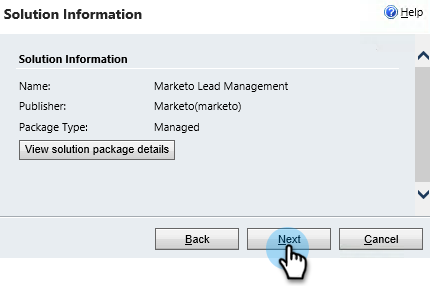 Solution Information
Help
Solution Information
Name: Marketo Lead Management
Publisher: Marketo(marketo)
Package Type: Managed
View solution package details
Back Next Cancel